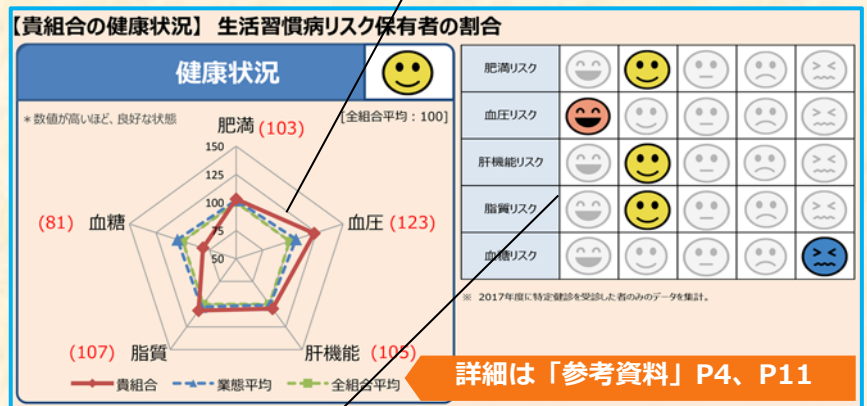 【貴組合の健康状況】 生活習慣病リスク保有者の割合
健康状況
＊数値が高いほど、良好な状態
[全組合平均：100]
肥満 (103)
150
125
100
75
50
(81) 血糖
血圧 (123)
(107) 脂質
肝機能 (105)
貴組合
業態平均
全組合平均
肥満リスク
血圧リスク
肝機能リスク
脂質リスク
血糖リスク
※ 2017年度に特定健診を受診した者のみのデータを集計。
詳細は「参考資料」P4、P11